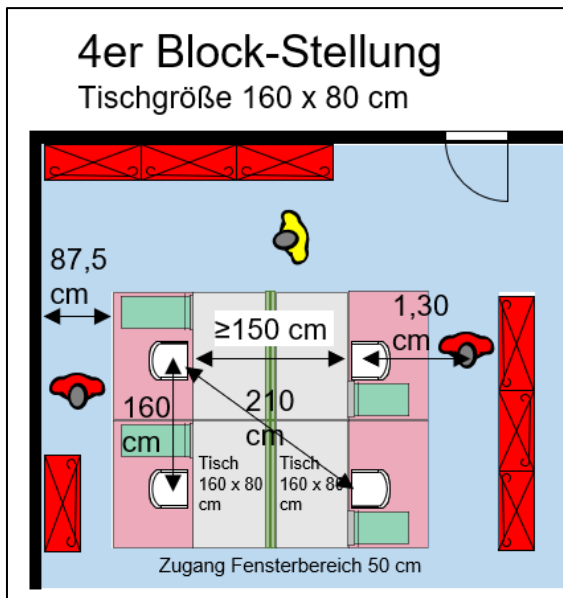 4er Block-Stellung
Tischgröße 160 x 80 cm
87,5
cm
≥150 cm
1,30
cm
160
cm
210
cm
Tisch
160 x 80
cm
Tisch
160 x 80
cm
Zugang Fensterbereich 50 cm